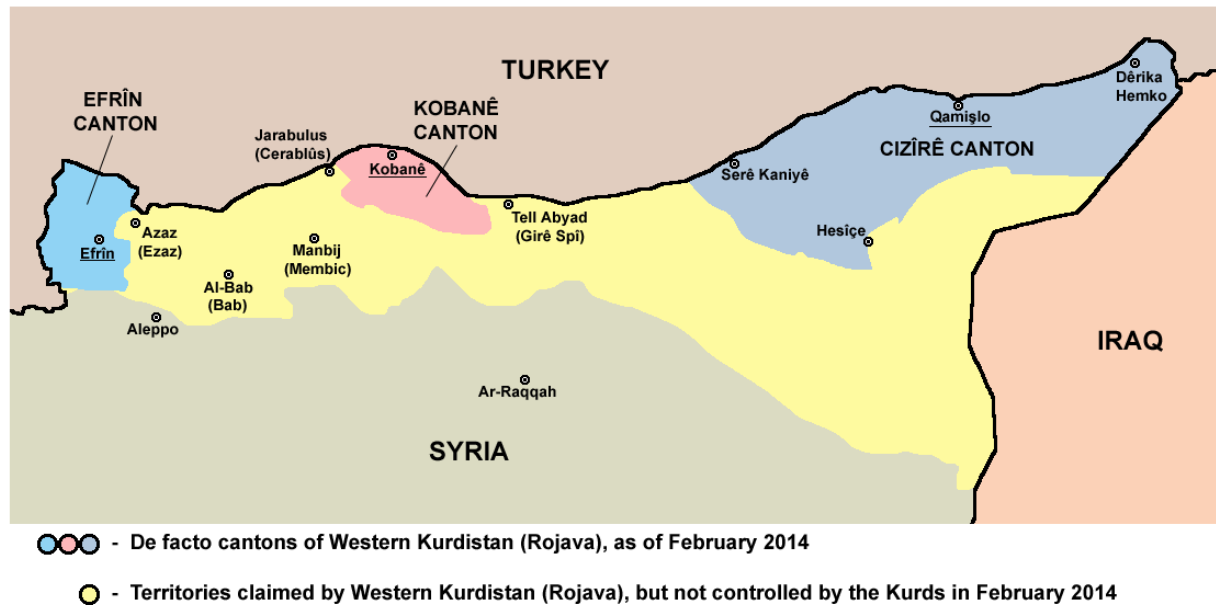 TURKEY
EFRÎN
CANTON
KOBANÊ
CANTON
Jarabulus
(Cerablûs)
Kobanê
Dêrika
Hemko
Qamişlo
CIZÎRÊ CANTON
Serê Kaniyê
Tell Abyad
(Girê Spî)
Azaz
(Ezaz)
Efrîn
Manbij
(Membic)
Hesîçe
Al-Bab
(Bab)
Aleppo
IRAQ
Ar-Raqqah
SYRIA
- De facto cantons of Western Kurdistan (Rojava), as of February 2014
- Territories claimed by Western Kurdistan (Rojava), but not controlled by the Kurds in February 2014